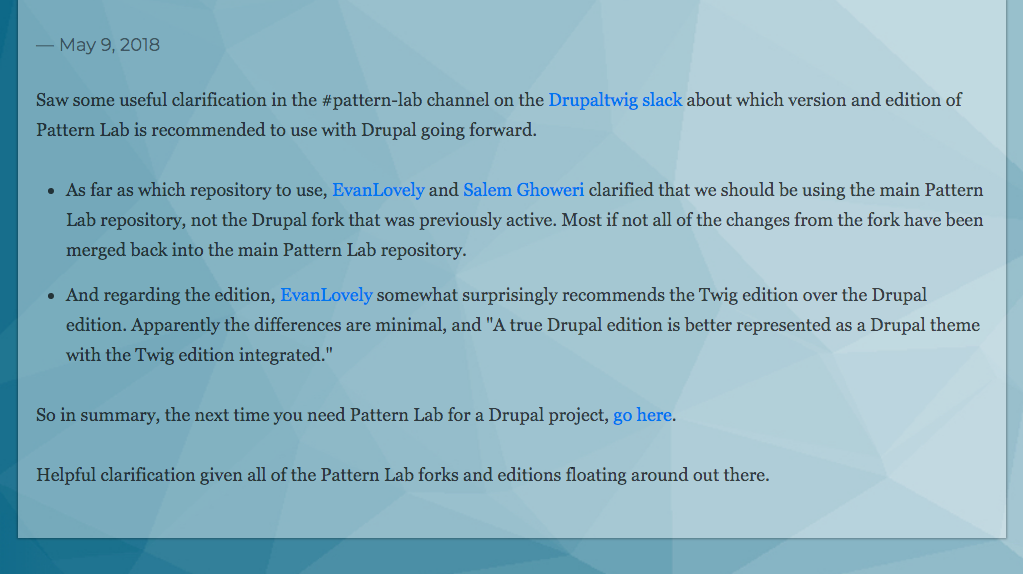 — May 9, 2018
Saw some useful clarification in the #pattern-lab channel on the Drupaltwig slack about which version and edition of
Pattern Lab is recommended to use with Drupal going forward.
• As far as which repository to use, EvanLovely and Salem Ghoweri clarified that we should be using the main Pattern
Lab repository, not the Drupal fork that was previously active. Most if not all of the changes from the fork have been
merged back into the main Pattern Lab repository.
• And regarding the edition, EvanLovely somewhat surprisingly recommends the Twig edition over the Drupal
edition. Apparently the differences are minimal, and "A true Drupal edition is better represented as a Drupal theme
with the Twig edition integrated."
So in summary, the next time you need Pattern Lab for a Drupal project, go here.
Helpful clarification given all of the Pattern Lab forks and editions floating around out there.